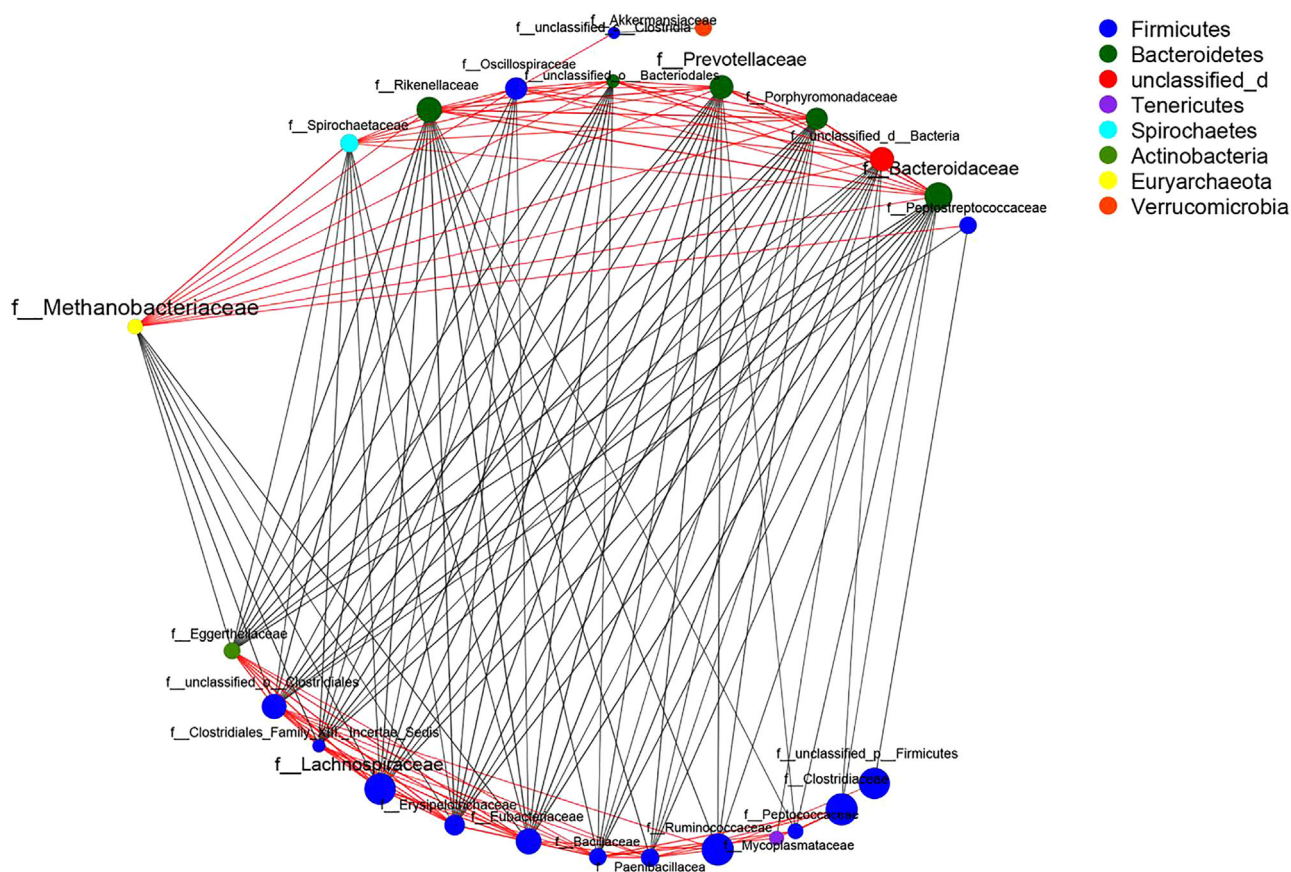 f__Akkermansiaceae
f__unclassified_c__Clostridia
f__Oscillospiraceae
f__Prevotellaceae
f__unclassified_o__Bacteriodales
f__Rikenellaceae
f__Porphyromonadaceae
f__Spirochaetaceae
f__unclassified_d__Bacteria
f__Bacteroidaceae
f__Peptostreptococcaceae
f__Methanobacteriaceae
f__Eggerthellaceae
f__unclassified_o__Clostridiales
f__Clostridiales_Family_XIII._Incertae_Sedis
f__Lachnospiraceae
f__unclassified_p__Firmicutes
f__Clostridiaceae
f__Erysipelotrichaceae
f__Eubacteriaceae
f__Peptococcaceae
f__Ruminococcaceae
f__Bacillaceae
f__Mycoplasmataceae
f__Paenibacillacea
Firmicutes
Bacteroidetes
unclassified_d
Tenericutes
Spirochaetes
Actinobacteria
Euryarchaeota
Verrucomicrobia